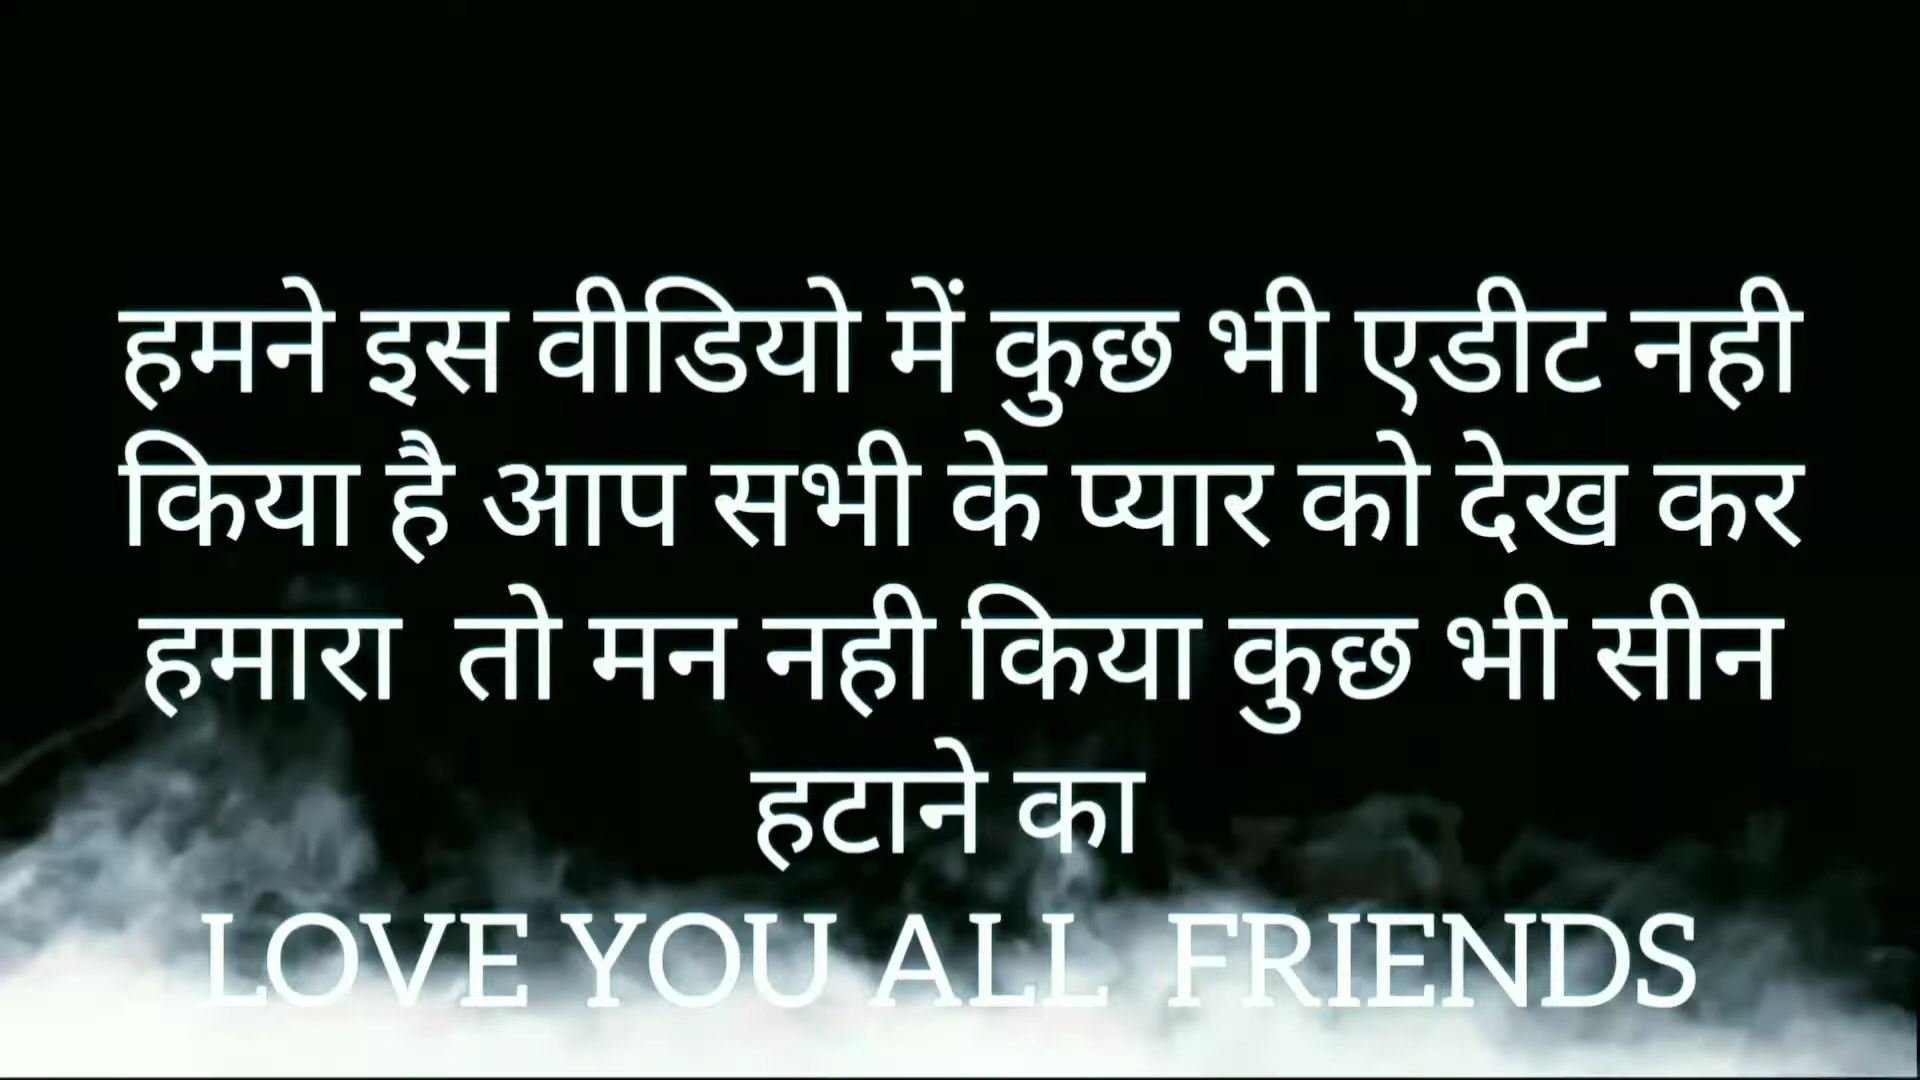 हमने इस वीडियो में कुछ भी एडीट नही
किया है आप सभी के प्यार को देख कर
हमारा  तो मन नही किया कुछ भी सीन
हटाने का
LOVE YOU ALL  FRIENDS